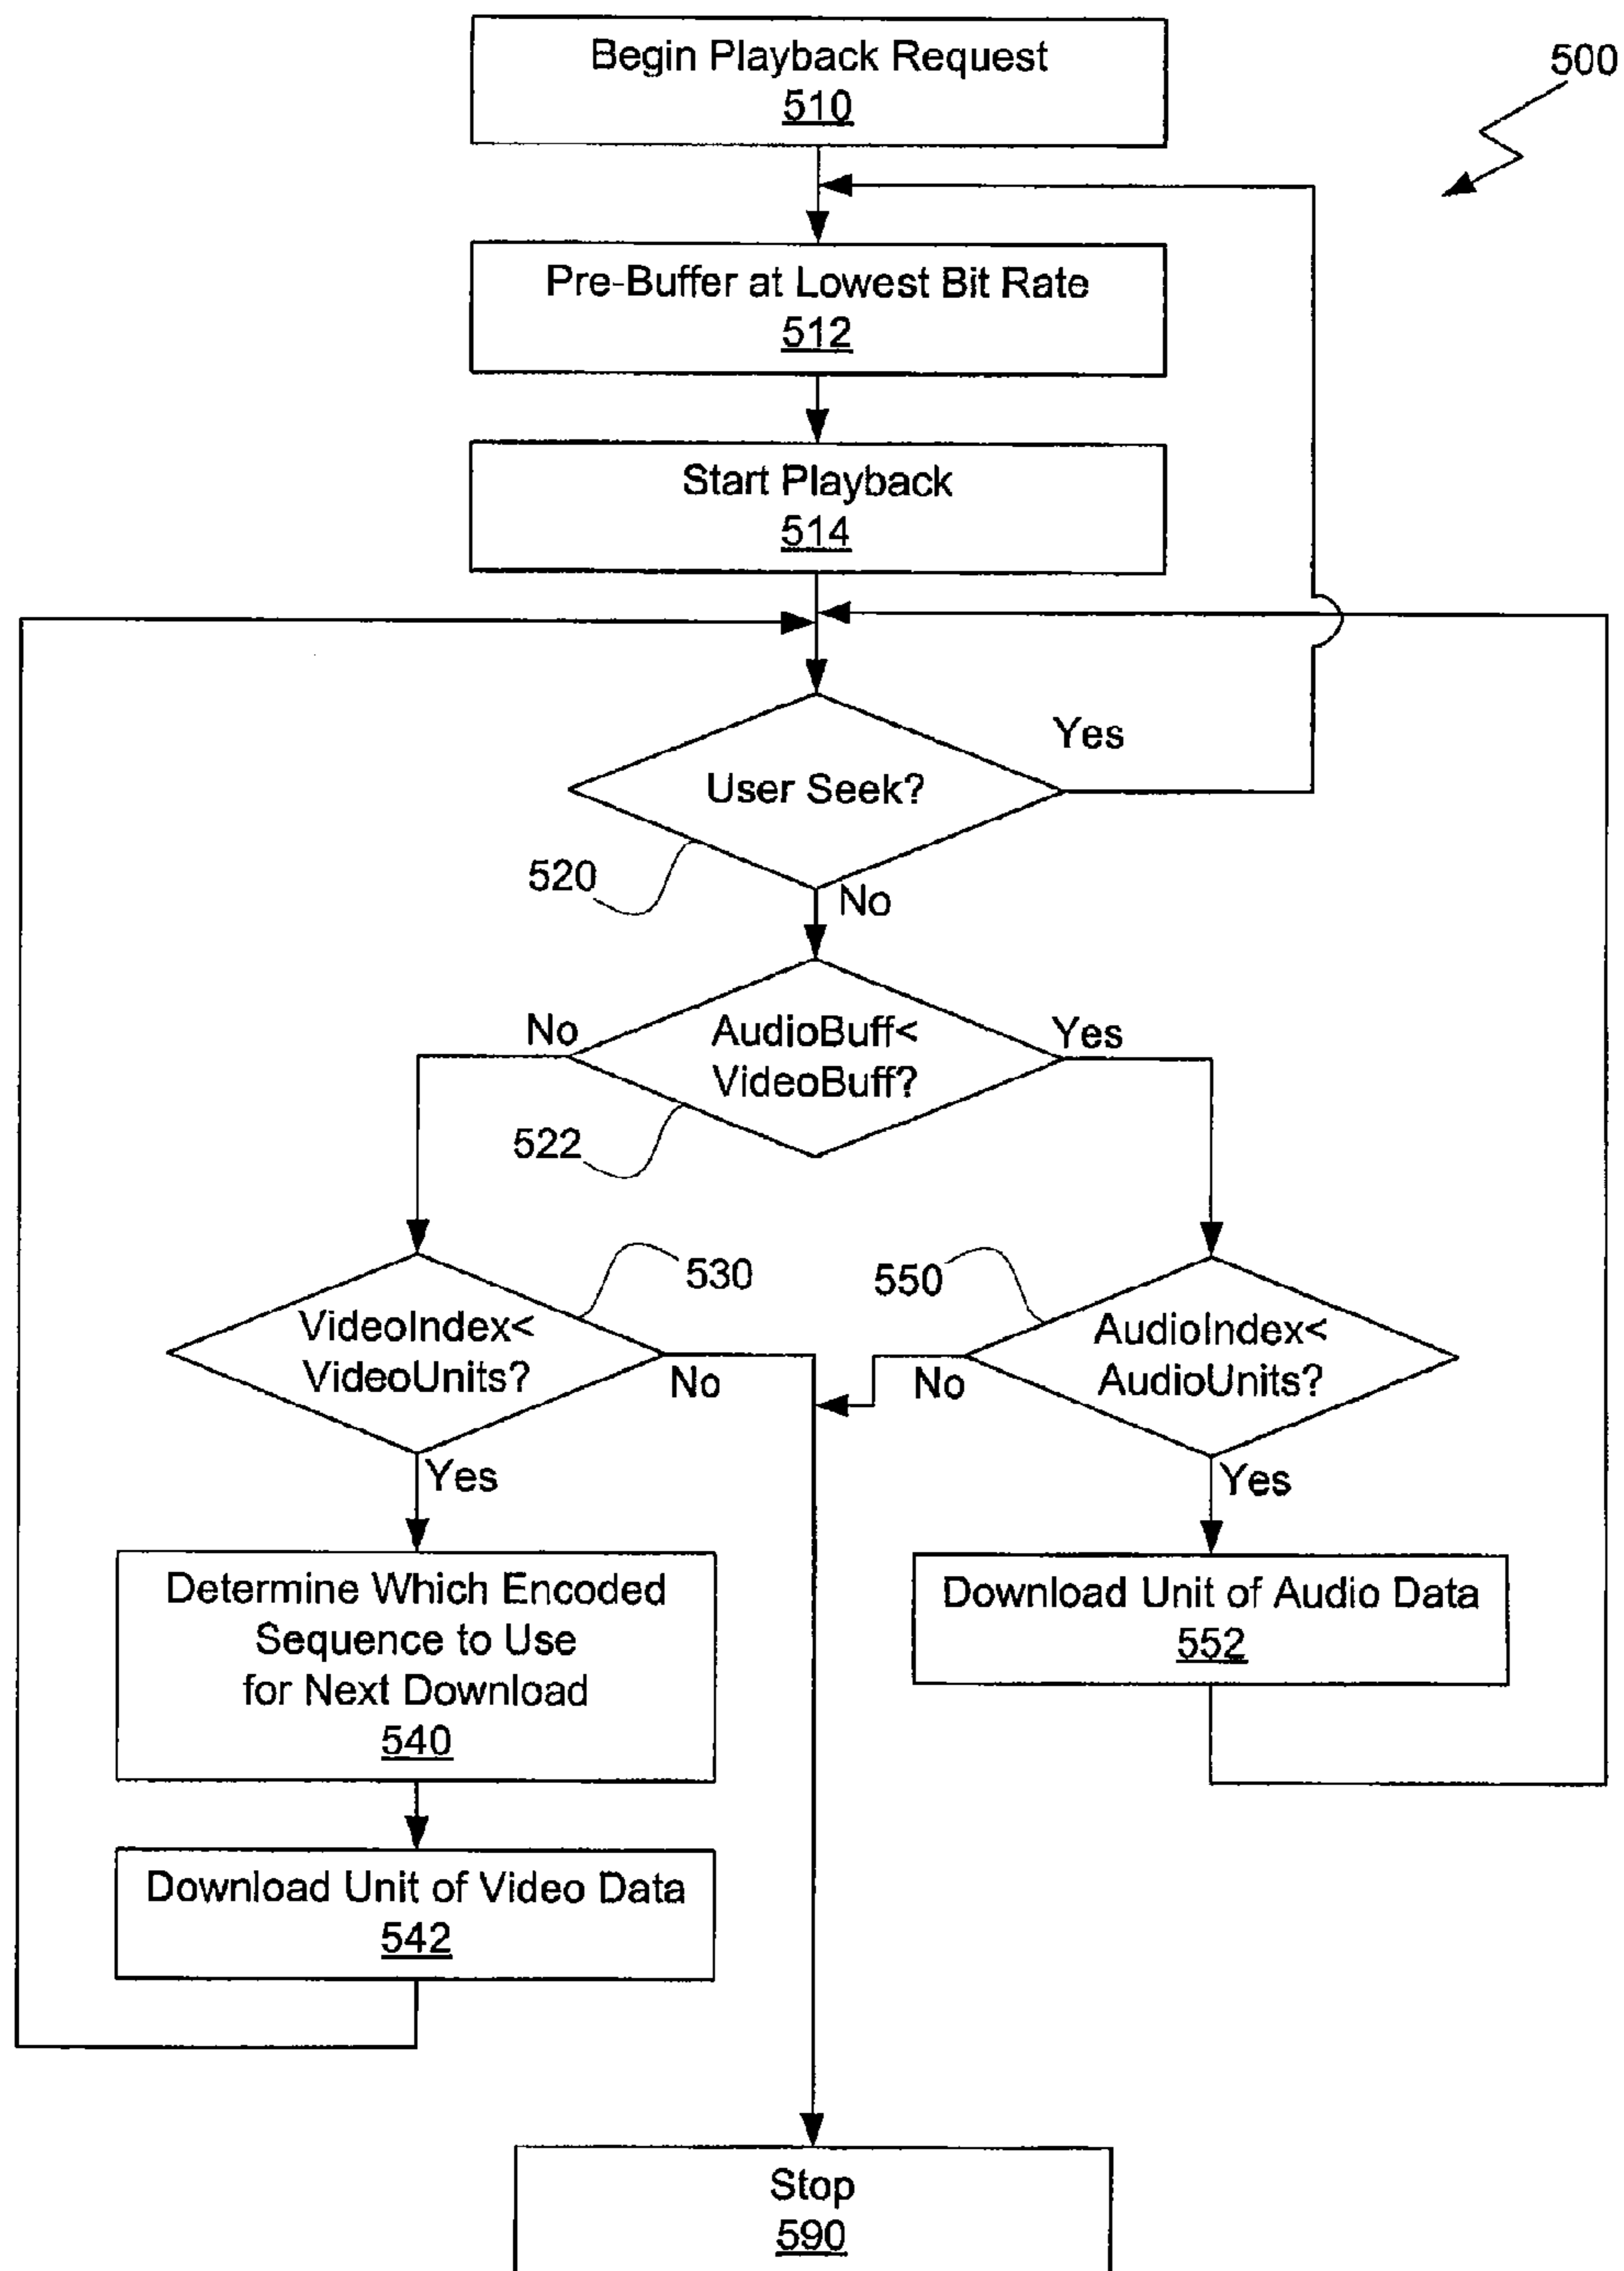 Begin Playback Request
510
500
Pre-Buffer at Lowest Bit Rate
512
Start Playback
514
User Seek?
Yes
520
No
AudioBuff<
VideoBuff?
No
Yes
522
530
550
VideoIndex<
VideoUnits?
No
Yes
AudioIndex<
AudioUnits?
No
Yes
Determine Which Encoded
Sequence to Use
for Next Download
540
Download Unit of Audio Data
552
Download Unit of Video Data
542
Stop
590